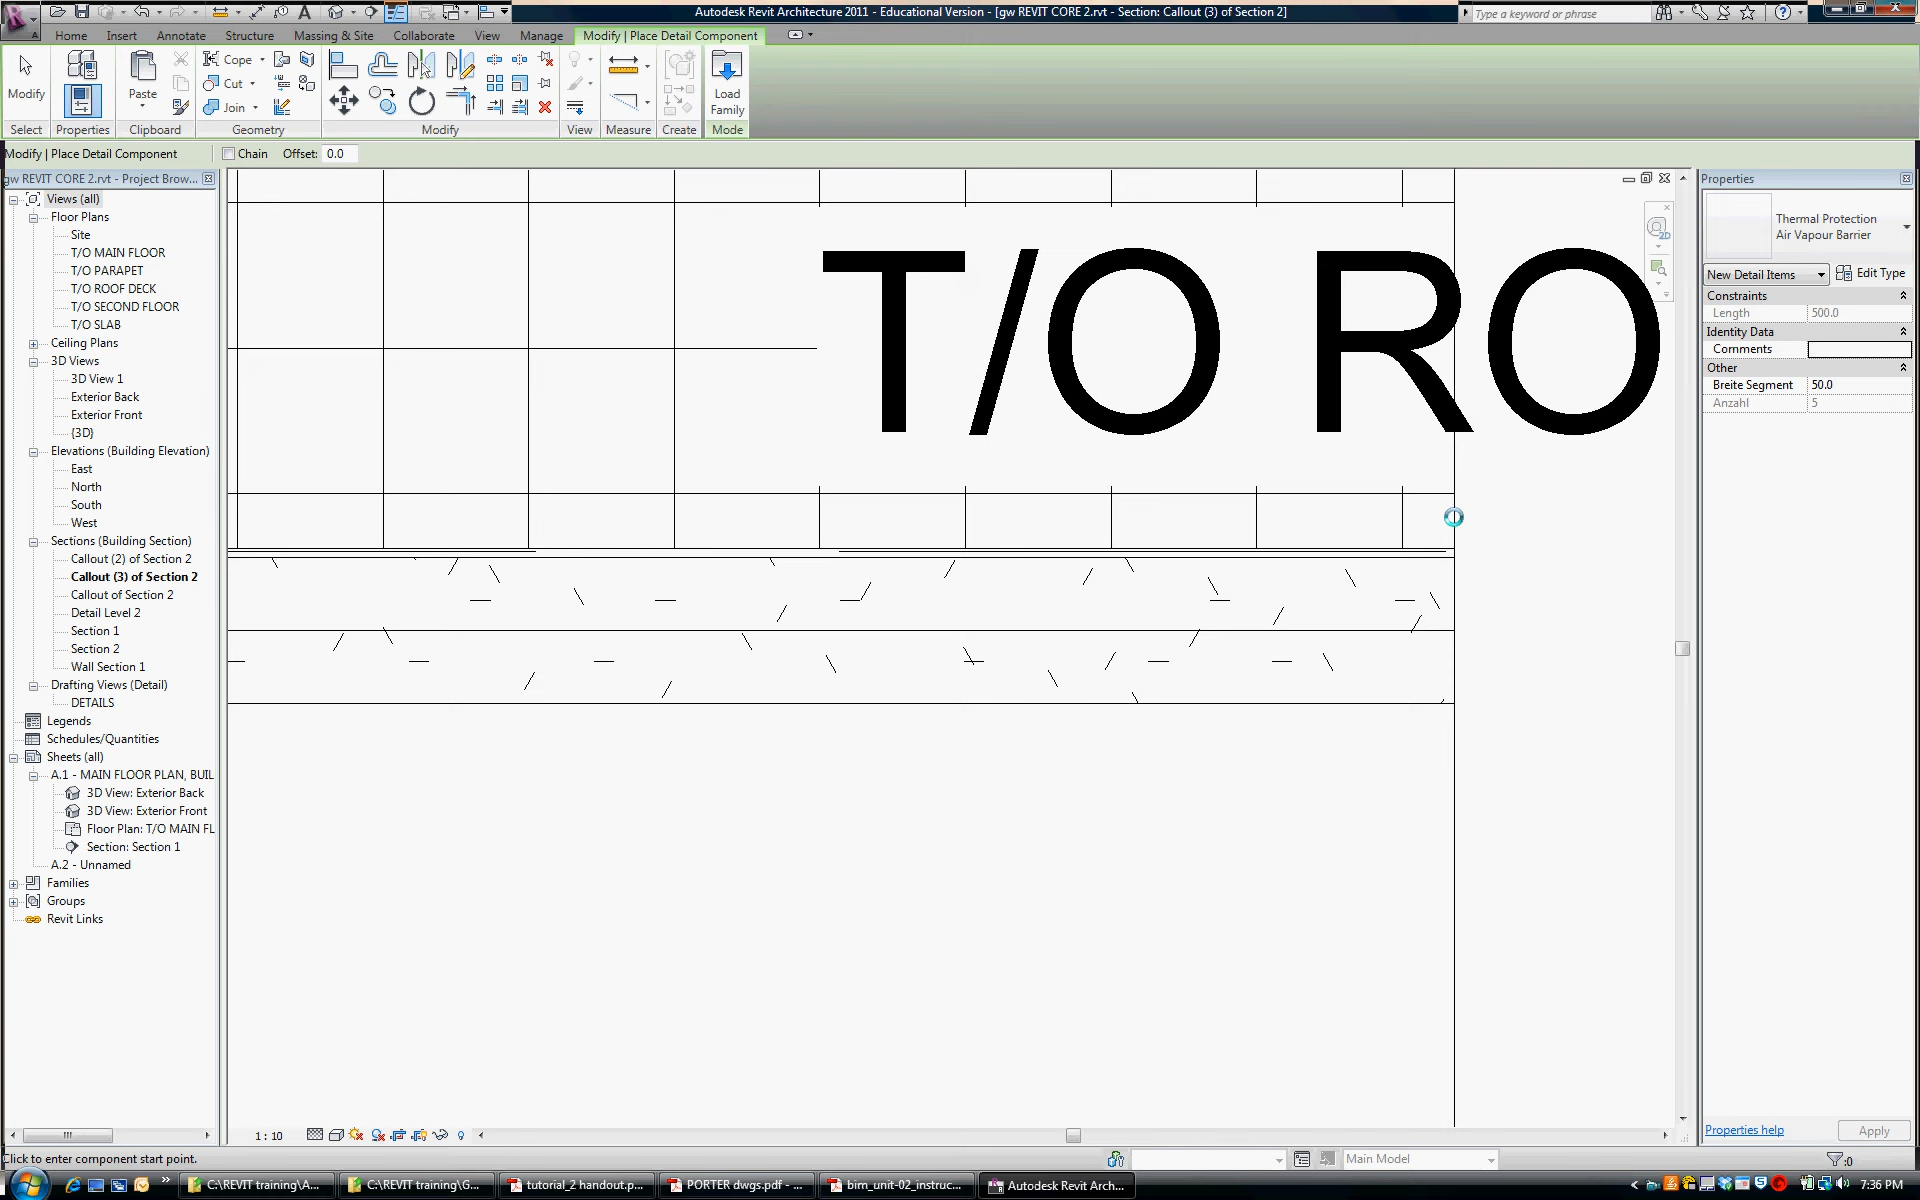 Autodesk Revit Architecture 2011 - Educational Version - [gw REVIT CORE 2.rvt - Section: Callout (3) of Section 2]
Type a keyword or phrase
Home Insert Annotate Structure Massing & Site Collaborate View Manage Modify | Place Detail Component
Modify
Paste
Cope
Cut
Join
Load Family
Select Properties Clipboard Geometry Modify View Measure Create Mode
Modify | Place Detail Component Chain Offset: 0.0
gw REVIT CORE 2.rvt - Project Brow...
Views (all)
Floor Plans
Site
T/O MAIN FLOOR
T/O PARAPET
T/O ROOF DECK
T/O SECOND FLOOR
T/O SLAB
Ceiling Plans
3D Views
3D View 1
Exterior Back
Exterior Front
{3D}
Elevations (Building Elevation)
East
North
South
West
Sections (Building Section)
Callout (2) of Section 2
Callout (3) of Section 2
Callout of Section 2
Detail Level 2
Section 1
Section 2
Wall Section 1
Drafting Views (Detail)
DETAILS
Legends
Schedules/Quantities
Sheets (all)
A.1 - MAIN FLOOR PLAN, BUIL
3D View: Exterior Back
3D View: Exterior Front
Floor Plan: T/O MAIN FL
Section: Section 1
A.2 - Unnamed
Families
Groups
Revit Links
T/O RO
2D
Properties
Thermal Protection
Air Vapour Barrier
New Detail Items Edit Type
Constraints
Length 500.0
Identity Data
Comments
Other
Breite Segment 50.0
Anzahl 5
Properties help Apply
1 : 10
Click to enter component start point.
Main Model
:0
C:\REVIT training\A... C:\REVIT training\G... tutorial_2 handout.p... PORTER dwgs.pdf - ... bim_unit-02_instruc... Autodesk Revit Arch... 7:36 PM